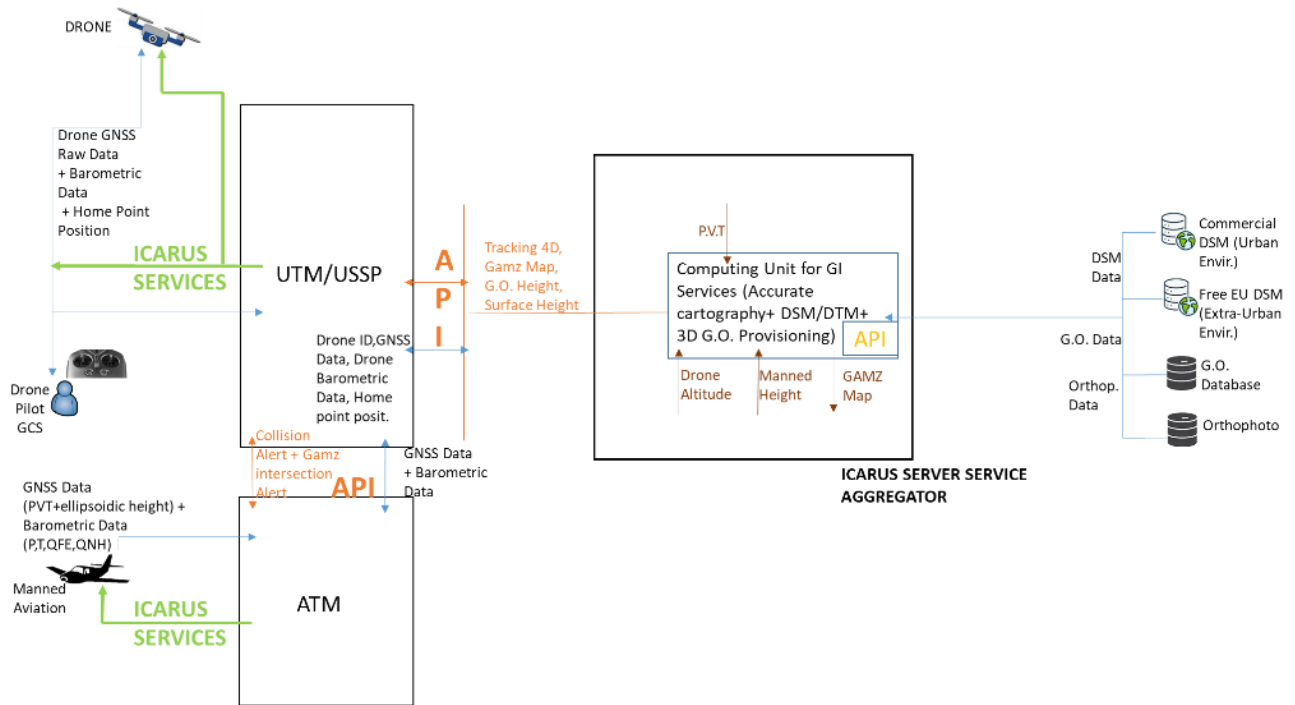 DRONE
Drone GNSS
Raw Data
+ Barometric
Data
+ Home Point
Position
ICARUS
SERVICES
Drone
Pilot
GCS
UTM/USSP
Drone ID,GNSS
Data, Drone
Barometric
Data, Home
point posit.
A
P
I
Tracking 4D,
Gamz Map,
G.O. Height,
Surface Height
P.V.T
Computing Unit for GI
Services (Accurate
cartography+ DSM/DTM+
3D G.O. Provisioning)
API
Drone
Altitude
Manned
Height
GAMZ
Map
ICARUS SERVER SERVICE
AGGREGATOR
DSM
Data
G.O. Data
Orthop.
Data
Commercial
DSM (Urban
Envir.)
Free EU DSM
(Extra-Urban
Envir.)
G.O.
Database
Orthophoto
Collision
Alert + Gamz
intersection
Alert
API
GNSS Data
+ Barometric
Data
GNSS Data
(PVT+ellipsoidic height) +
Barometric Data
(P,T,QFE,QNH)
Manned
Aviation
ICARUS
SERVICES
ATM